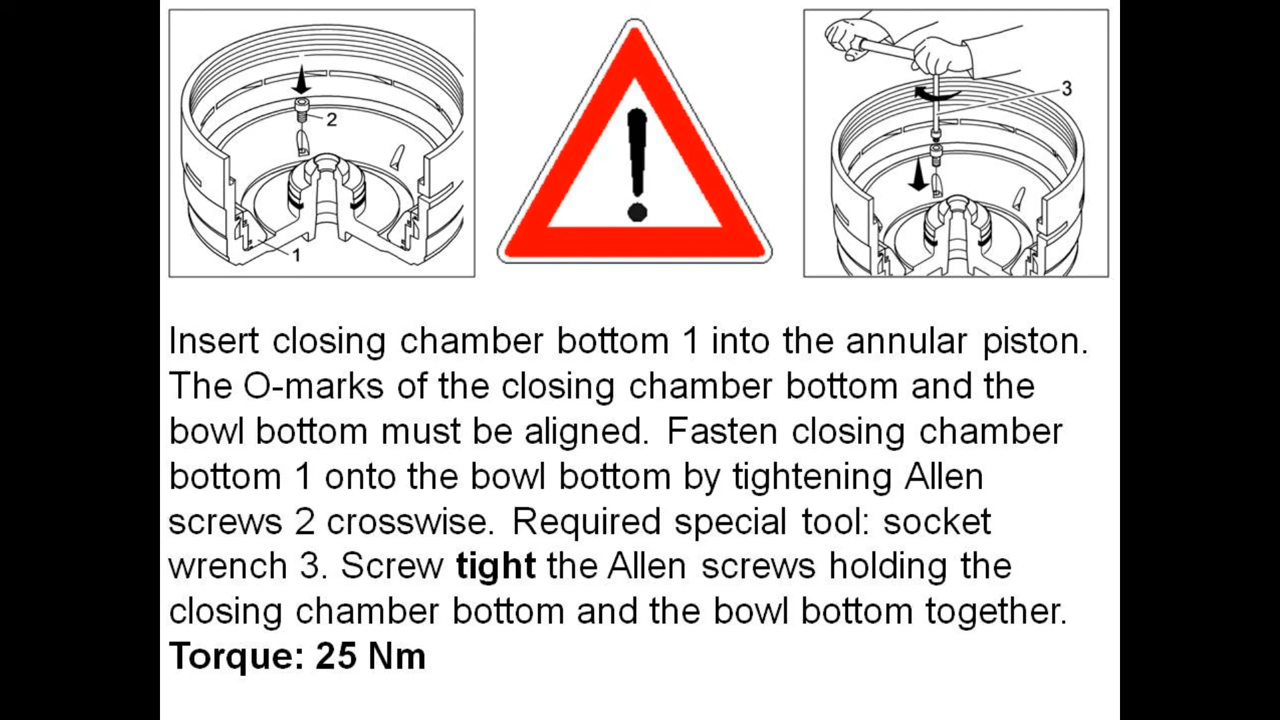 2
1
3
Insert closing chamber bottom 1 into the annular piston.
The O-marks of the closing chamber bottom and the
bowl bottom must be aligned. Fasten closing chamber
bottom 1 onto the bowl bottom by tightening Allen
screws 2 crosswise. Required special tool: socket
wrench 3. Screw tight the Allen screws holding the
closing chamber bottom and the bowl bottom together.
Torque: 25 Nm